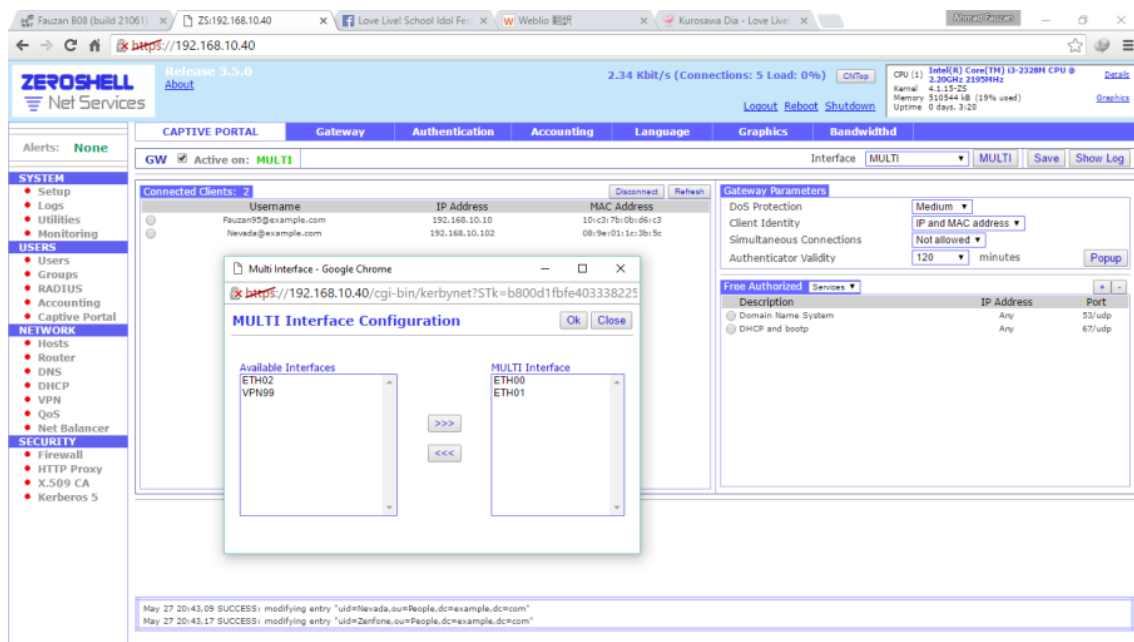 Fauzan B08 (build 21061)
ZS:192.168.10.40
Love Live! School Idol Fes
Weblio 翻訳
Kurosawa Dia - Love Live!
Ahmad Fauzan
https://192.168.10.40
ZEROSHELL
Net Services
Release 3.5.0
About
2.34 Kbit/s (Connections: 5 Load: 0%) CNTop
Logout Reboot Shutdown
CPU (1) Intel(R) Core(TM) i3-2328M CPU @ 2.20GHz 2195MHz Details
Kernel 4.1.15-ZS
Memory 510544 kB (19% used) Graphics
Uptime 0 days, 3:20
CAPTIVE PORTAL Gateway Authentication Accounting Language Graphics Bandwidthd
Alerts: None
GW Active on: MULTI
Interface MULTI MULTI Save Show Log
SYSTEM
Setup
Logs
Utilities
Monitoring
USERS
Users
Groups
RADIUS
Accounting
Captive Portal
NETWORK
Hosts
Router
DNS
DHCP
VPN
QoS
Net Balancer
SECURITY
Firewall
HTTP Proxy
X.509 CA
Kerberos 5
Connected Clients: 2 Disconnect Refresh
Username IP Address MAC Address
Fauzan95@example.com 192.168.10.10 10:c3:7b:0b:d6:c3
Nevada@example.com 192.168.10.102 08:9e:01:1c:3b:5c
Gateway Parameters
DoS Protection Medium
Client Identity IP and MAC address
Simultaneous Connections Not allowed
Authenticator Validity 120 minutes Popup
Free Authorized Services + -
Description IP Address Port
Domain Name System Any 53/udp
DHCP and bootp Any 67/udp
Multi Interface - Google Chrome
https://192.168.10.40/cgi-bin/kerbynet?STk=b800d1fbfe403338225
MULTI Interface Configuration Ok Close
Available Interfaces
ETH02
VPN99
>>>
<<<
MULTI Interface
ETH00
ETH01
May 27 20:43,09 SUCCESS: modifying entry "uid=Nevada,ou=People,dc=example,dc=com"
May 27 20:43,17 SUCCESS: modifying entry "uid=Zenfone,ou=People,dc=example,dc=com"